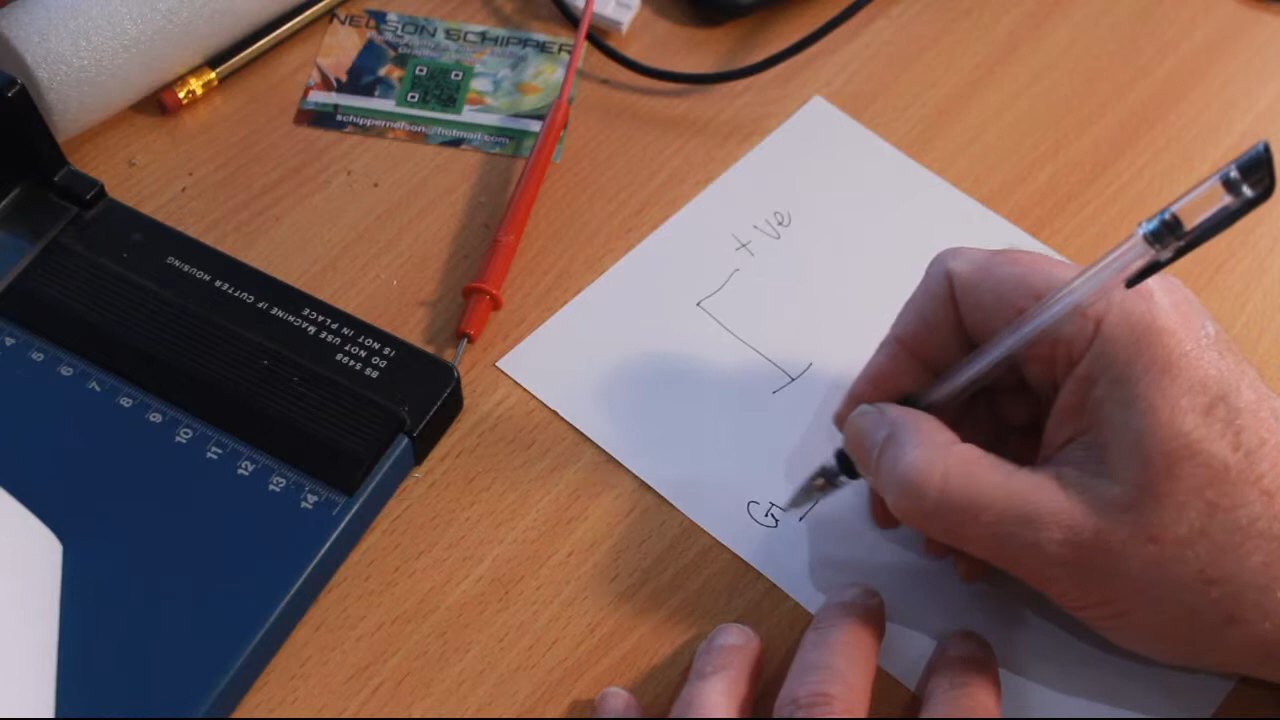 NELSON SCHIPPER
schippernelson@hotmail.com
+ve
G
BS 5498
DO NOT USE MACHINE IF CUTTER HOUSING
IS NOT IN PLACE
4 5 6 7 8 9 10 11 12 13 14